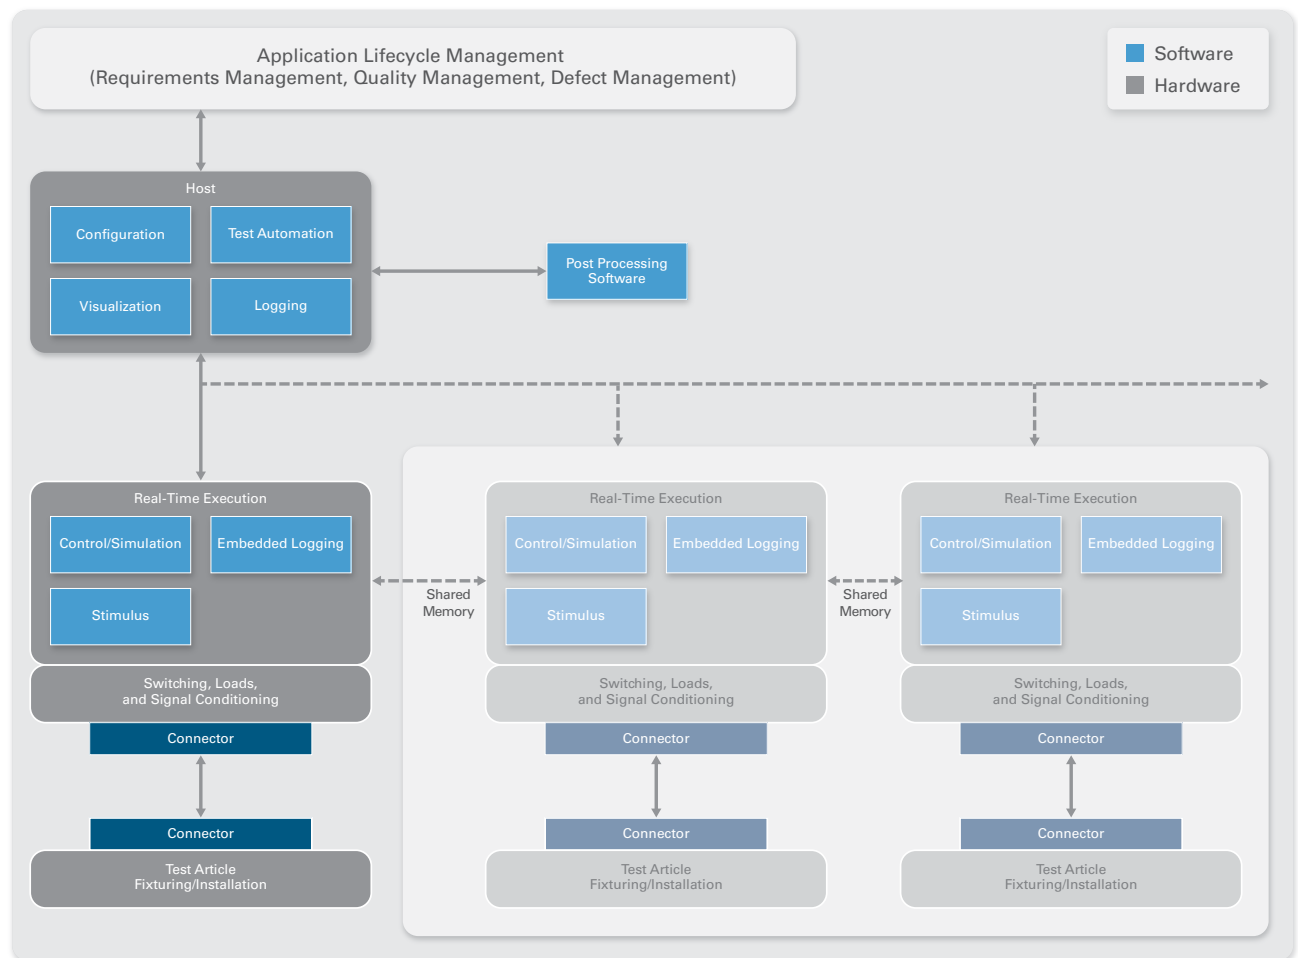 Application Lifecycle Management
(Requirements Management, Quality Management, Defect Management)
Software
Hardware
Host
Configuration
Test Automation
Visualization
Logging
Post Processing
Software
Real-Time Execution
Control/Simulation
Embedded Logging
Stimulus
Switching, Loads,
and Signal Conditioning
Connector
Connector
Test Article
Fixturing/Installation
Shared
Memory
Real-Time Execution
Control/Simulation
Embedded Logging
Stimulus
Switching, Loads,
and Signal Conditioning
Connector
Connector
Test Article
Fixturing/Installation
Shared
Memory
Real-Time Execution
Control/Simulation
Embedded Logging
Stimulus
Switching, Loads,
and Signal Conditioning
Connector
Connector
Test Article
Fixturing/Installation